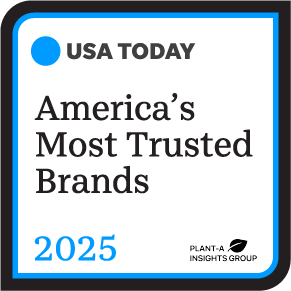 USA TODAY
America’s
Most Trusted
Brands
2025
PLANT-A
INSIGHTS GROUP